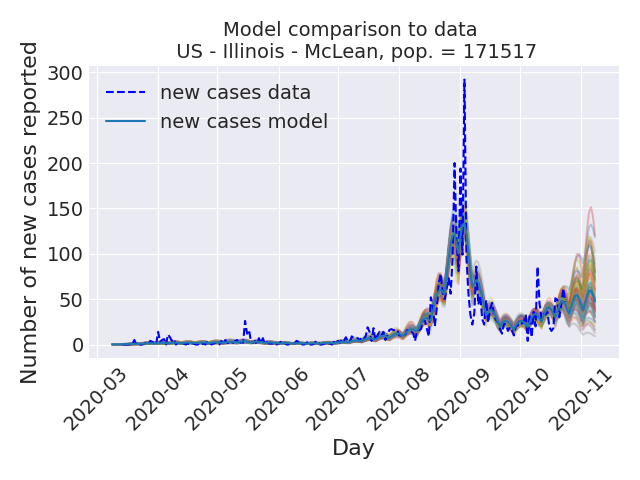 Model comparison to data
US - Illinois - McLean, pop. = 171517
Number of new cases reported
300
250
200
150
100
50
0
new cases data
new cases model
2020-03
2020-04
2020-05
2020-06
2020-07
2020-08
2020-09
2020-10
2020-11
Day